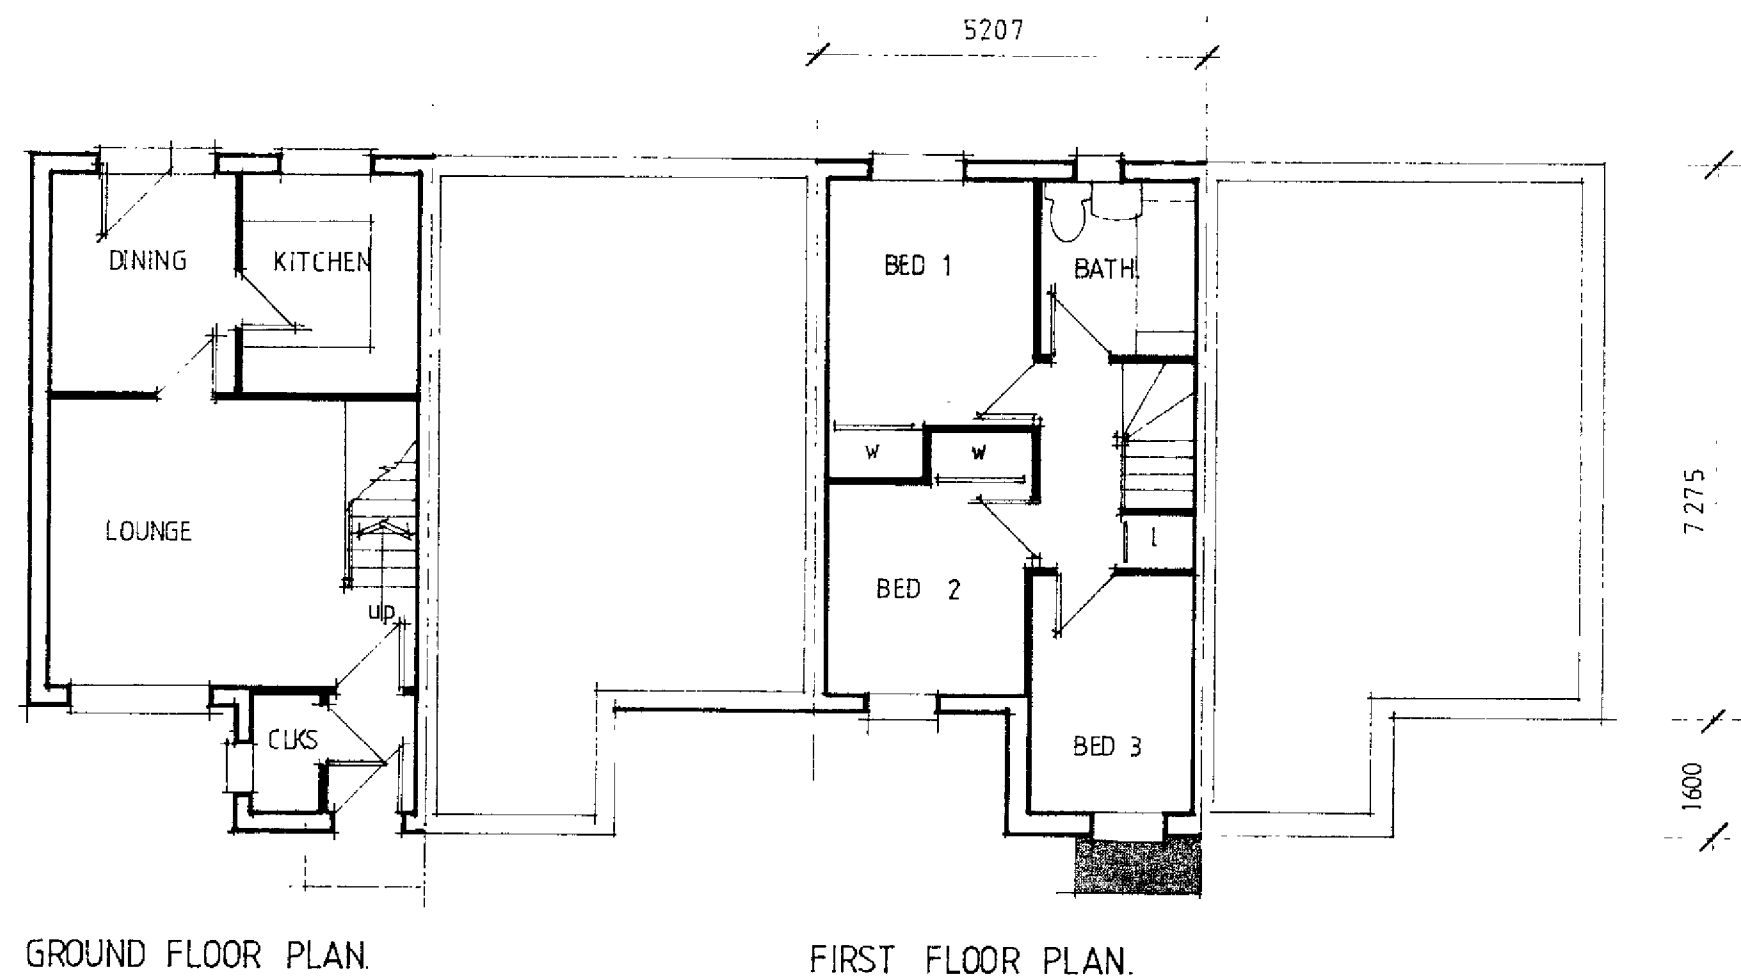 5207
DINING
KITCHEN
BED 1
BATH
W
W
LOUNGE
7275
l
BED 2
up
CLKS
BED 3
1600
GROUND FLOOR PLAN.
FIRST FLOOR PLAN.